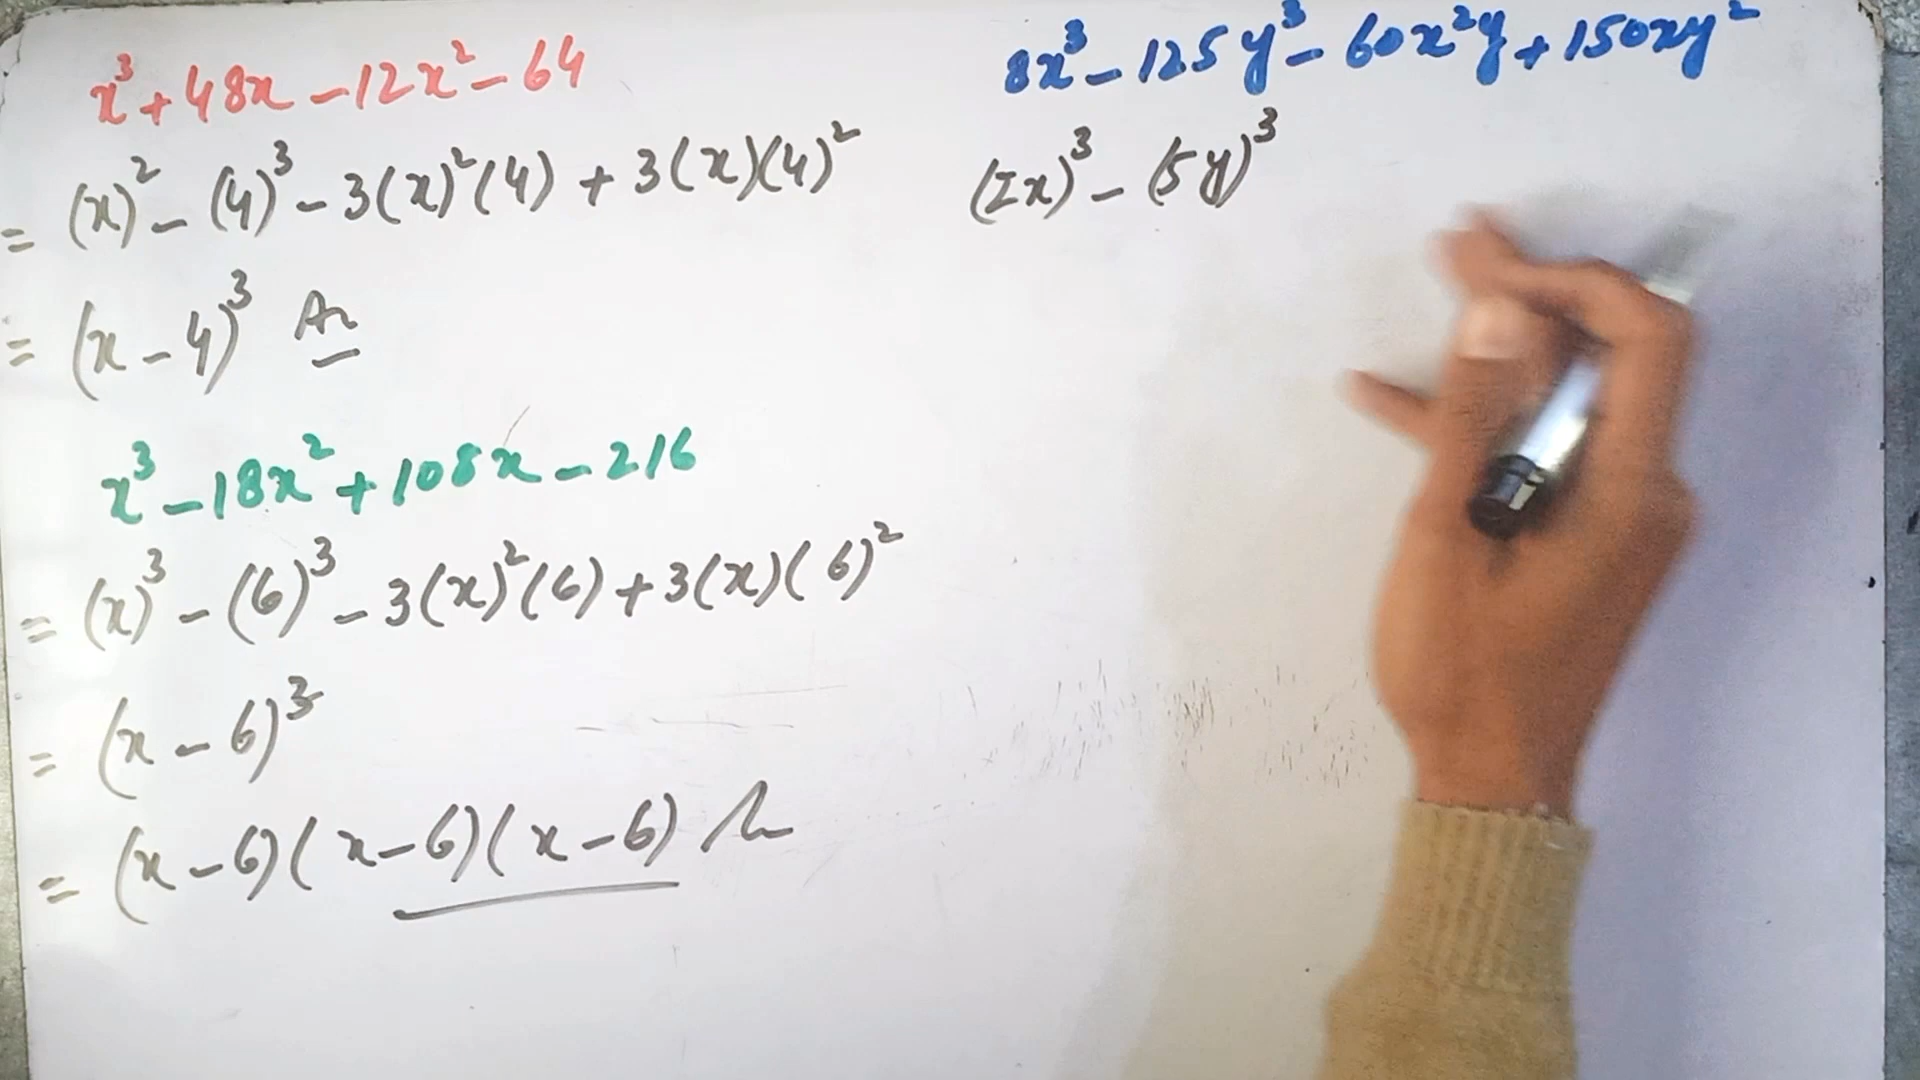 x³ + 48x - 12x² - 64
= (x)² - (4)³ - 3(x)²(4) + 3(x)(4)²
= (x - 4)³ An
x³ - 18x² + 108x - 216
= (x)³ - (6)³ - 3(x)²(6) + 3(x)(6)²
= (x - 6)³
= (x - 6)(x - 6)(x - 6)
8x³ - 125y³ - 60x²y + 150xy²
(2x)³ - (5y)³